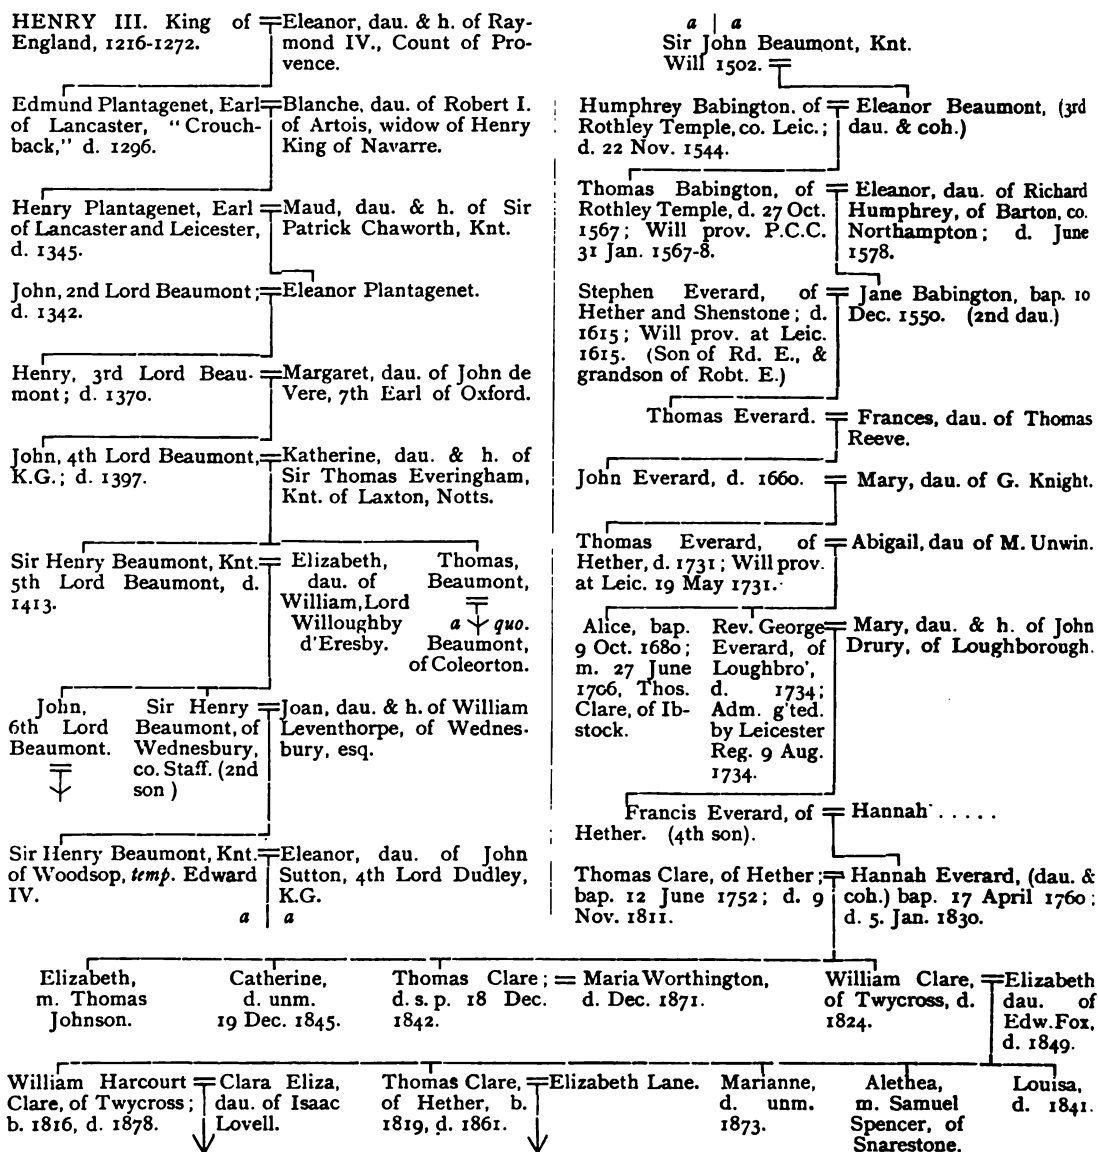 HENRY III. King of
England, 1216-1272.
Eleanor, dau. & h. of Ray-
mond IV., Count of Pro-
vence.
Edmund Plantagenet, Earl
of Lancaster, "Crouch-
back," d. 1296.
Blanche, dau. of Robert I.
of Artois, widow of Henry
King of Navarre.
Henry Plantagenet, Earl
of Lancaster and Leicester,
d. 1345.
Maud, dau. & h. of Sir
Patrick Chaworth, Knt.
John, 2nd Lord Beaumont;
d. 1342.
Eleanor Plantagenet.
Henry, 3rd Lord Beau-
mont; d. 1370.
Margaret, dau. of John de
Vere, 7th Earl of Oxford.
John, 4th Lord Beaumont,
K.G.; d. 1397.
Katherine, dau. & h. of
Sir Thomas Everingham,
Knt. of Laxton, Notts.
Sir Henry Beaumont, Knt.
5th Lord Beaumont, d.
1413.
Elizabeth,
dau. of
William, Lord
Willoughby
d'Eresby.
Thomas,
Beaumont,
a quo.
Beaumont,
of Coleorton.
John,
6th Lord
Beaumont.
Sir Henry
Beaumont, of
Wednesbury,
co. Staff. (2nd
son)
Joan, dau. & h. of William
Leventhorpe, of Wednes-
bury, esq.
Sir Henry Beaumont, Knt.
of Woodsop, temp. Edward
IV.
Eleanor, dau. of John
Sutton, 4th Lord Dudley,
K.G.
a | a
a | a
Sir John Beaumont, Knt.
Will 1502.
Humphrey Babington, of
Rothley Temple, co. Leic.;
d. 22 Nov. 1544.
Eleanor Beaumont, (3rd
dau. & coh.)
Thomas Babington, of
Rothley Temple, d. 27 Oct.
1567; Will prov. P.C.C.
31 Jan. 1567-8.
Eleanor, dau. of Richard
Humphrey, of Barton, co.
Northampton; d. June
1578.
Stephen Everard, of
Hether and Shenstone; d.
1615; Will prov. at Leic.
1615. (Son of Rd. E., &
grandson of Robt. E.)
Jane Babington, bap. 10
Dec. 1550. (2nd dau.)
Thomas Everard.
Frances, dau. of Thomas
Reeve.
John Everard, d. 1660.
Mary, dau. of G. Knight.
Thomas Everard, of
Hether, d. 1731; Will prov.
at Leic. 19 May 1731.
Abigail, dau of M. Unwin.
Alice, bap.
9 Oct. 1680;
m. 27 June
1706, Thos.
Clare, of Ib-
stock.
Rev. George
Everard, of
Loughbro',
d. 1734;
Adm. g'ted.
by Leicester
Reg. 9 Aug.
1734.
Mary, dau. & h. of John
Drury, of Loughborough.
Francis Everard, of
Hether. (4th son).
Hannah . . . . .
Thomas Clare, of Hether;
bap. 12 June 1752; d. 9
Nov. 1811.
Hannah Everard, (dau. &
coh.) bap. 17 April 1760;
d. 5. Jan. 1830.
Elizabeth,
m. Thomas
Johnson.
Catherine,
d. unm.
19 Dec. 1845.
Thomas Clare;
d. s. p. 18 Dec.
1842.
Maria Worthington,
d. Dec. 1871.
William Clare,
of Twycross, d.
1824.
Elizabeth
dau. of
Edw. Fox,
d. 1849.
William Harcourt
Clare, of Twycross;
b. 1816, d. 1878.
Clara Eliza,
dau. of Isaac
Lovell.
Thomas Clare,
of Hether, b.
1819, d. 1861.
Elizabeth Lane.
Marianne,
d. unm.
1873.
Alethea,
m. Samuel
Spencer, of
Snarestone.
Louisa,
d. 1841.